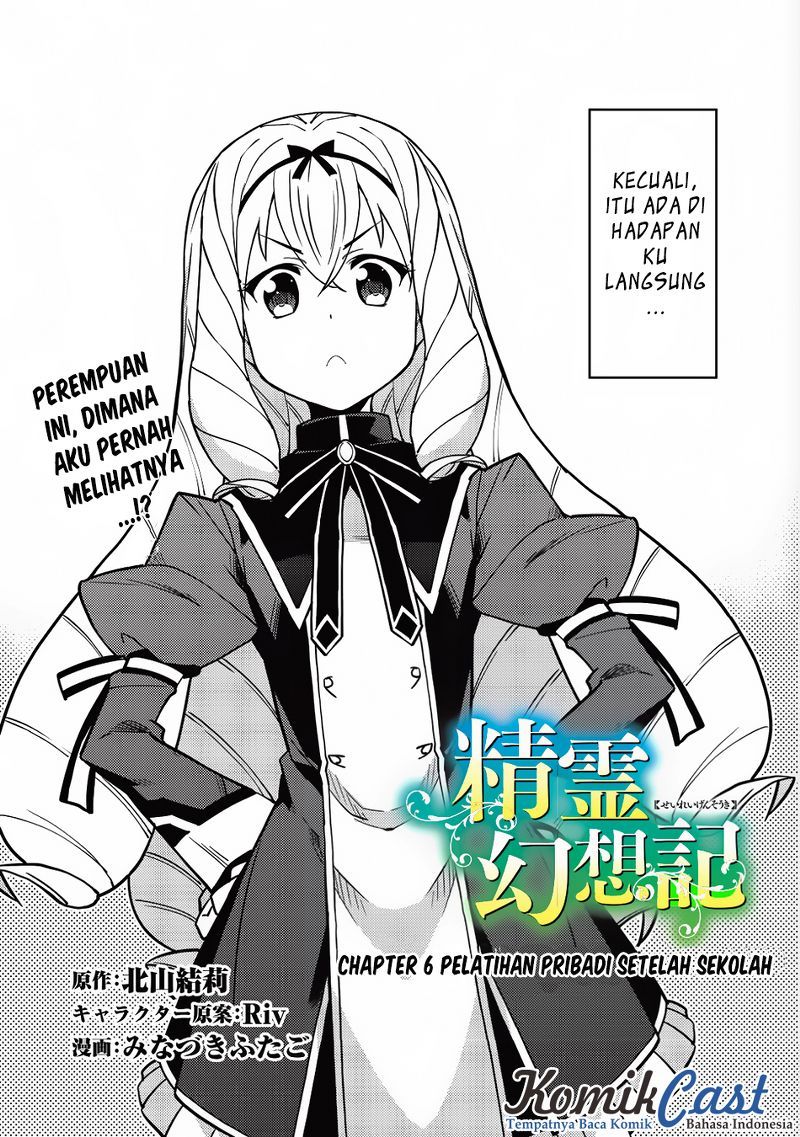 KECUALI,
ITU ADA DI
HADAPAN
KU
LANGSUNG
...
PEREMPUAN
INI, DIMANA
AKU PERNAH
MELIHATNYA
...!?
精霊
【せいれいげんそうき】
幻想記
CHAPTER 6 PELATIHAN PRIBADI SETELAH SEKOLAH
原作:北山結莉
キャラクター原案:Riv
漫画:みなづきふたご
KomikCast
Tempatnya Baca Komik Bahasa Indonesia